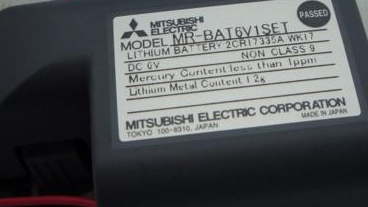 MITSUBISHI
ELECTRIC
PASSED
MODEL MR-BAT6V1SET
LITHIUM BATTERY 2CR17335A WK17
DC 6V NON CLASS 9
Mercury Content less than 1ppm
Lithium Metal Content 1.2g
MITSUBISHI ELECTRIC CORPORATION
TOKYO 100-8310, JAPAN MADE IN JAPAN